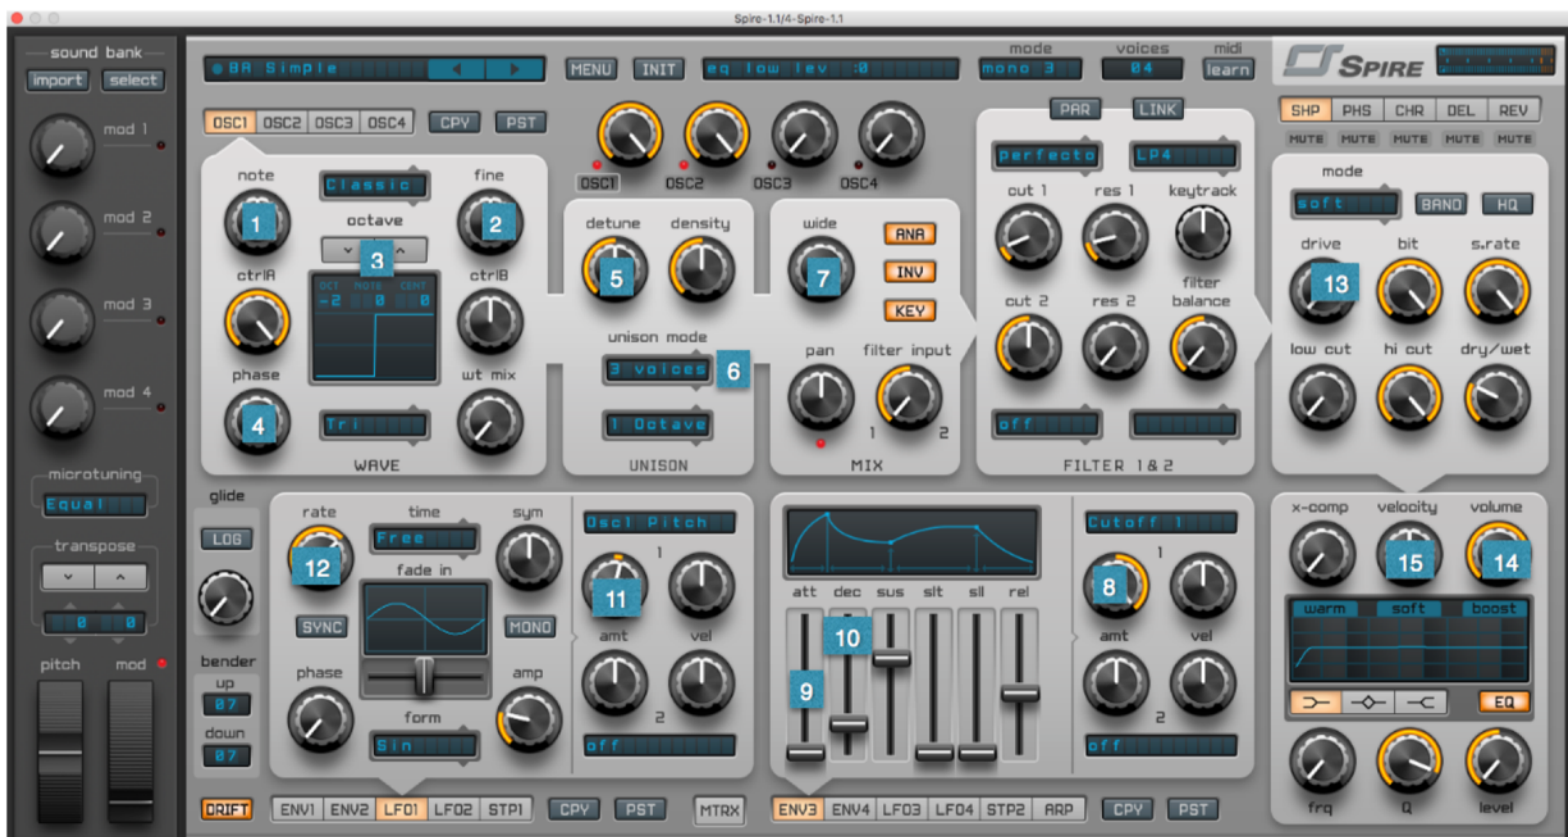 Spire-1.1/4-Spire-1.1
sound bank
import select
mod 1
mod 2
mod 3
mod 4
microtuning
Equal
transpose
0 0
pitch mod
BA Simple
MENU INIT
eq low lev :0
mode
mono 3
voices
04
midi
learn
SPIRE
OSC1 OSC2 OSC3 OSC4 CPY PST
OSC1 OSC2 OSC3 OSC4
note
Classic
fine
1
octave
2
3
ctrlA
ctrlB
OCT NOTE CENT
-2 0 0
phase
wt mix
4
Tri
WAVE
detune density
5
unison mode
3 voices
6
1 Octave
UNISON
wide
7
ANA
INV
KEY
pan filter input
1 2
MIX
PAR LINK
perfecto LP4
cut 1 res 1 keytrack
cut 2 res 2 filter balance
off
FILTER 1 & 2
SHP PHS CHR DEL REV
MUTE MUTE MUTE MUTE MUTE
mode
soft BAND HQ
drive bit s.rate
13
low cut hi cut dry/wet
glide
LOG
bender
up
07
down
07
DRIFT
rate time sym
Free
12
fade in
SYNC MONO
phase amp
form
Sin
Osc1 Pitch
1
11
amt vel
2
off
ENV1 ENV2 LFO1 LFO2 STP1 CPY PST
MTRX
att dec sus slt sll rel
10
9
Cutoff 1
1
8
amt vel
2
off
ENV3 ENV4 LFO3 LFO4 STP2 ARP CPY PST
x-comp velocity volume
15 14
warm soft boost
EQ
frq Q level